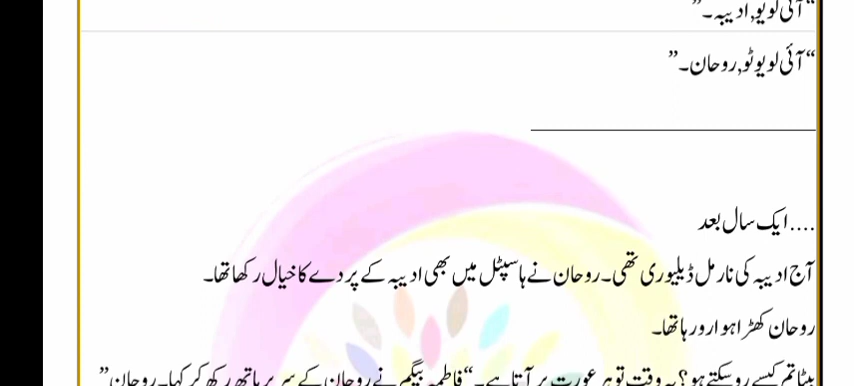 “آئی لو یو, ادیبہ۔”
“آئی لو یو ٹو, روحان۔”
....ایک سال بعد
آج ادیبہ کی نارمل ڈیلیوری تھی۔ روحان نے ہاسپٹل میں بھی ادیبہ کے پردے کا خیال رکھا تھا۔
روحان کھڑا ہوا رو رہا تھا۔
بیٹا تم کیسے رو سکتے ہو؟ یہ وقت تو ہر عورت پر آتا ہے۔ “فاطمہ بیگم نے روحان کے سر پر ہاتھ رکھ کر کہا۔ روحان”